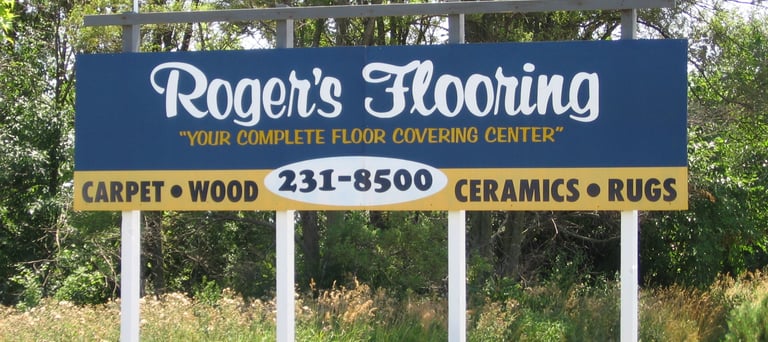 Roger's Flooring
"YOUR COMPLETE FLOOR COVERING CENTER"
CARPET • WOOD 231-8500 CERAMICS • RUGS